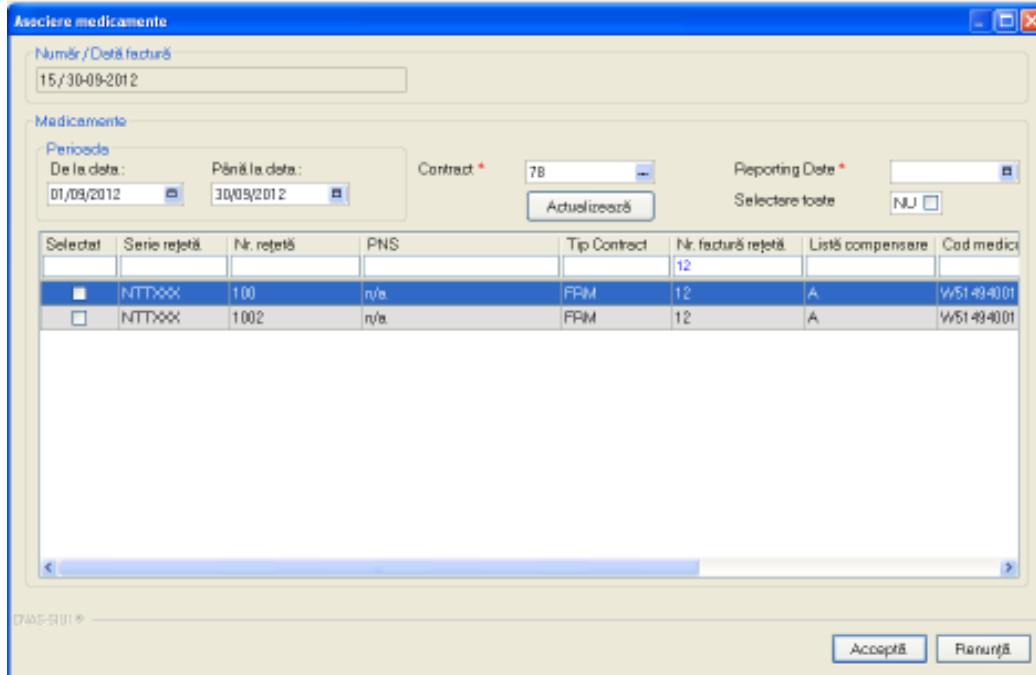 Asociere medicamente
Număr / Dată factură
15 / 30-09-2012
Medicamente
Perioada
De la data : Până la data : Contract * 78 Reporting Date *
01/09/2012 30/09/2012 Selectare toate NU
Actualizează
Selectat Serie rețetă Nr. rețetă PNS Tip Contract Nr. factură rețetă Listă compensare Cod medici
12
NTTXXX 100 n/a FRM 12 A W51494001
NTTXXX 1002 n/a FRM 12 A W51494001
CNAS-SIUI ®
Acceptă Renunță